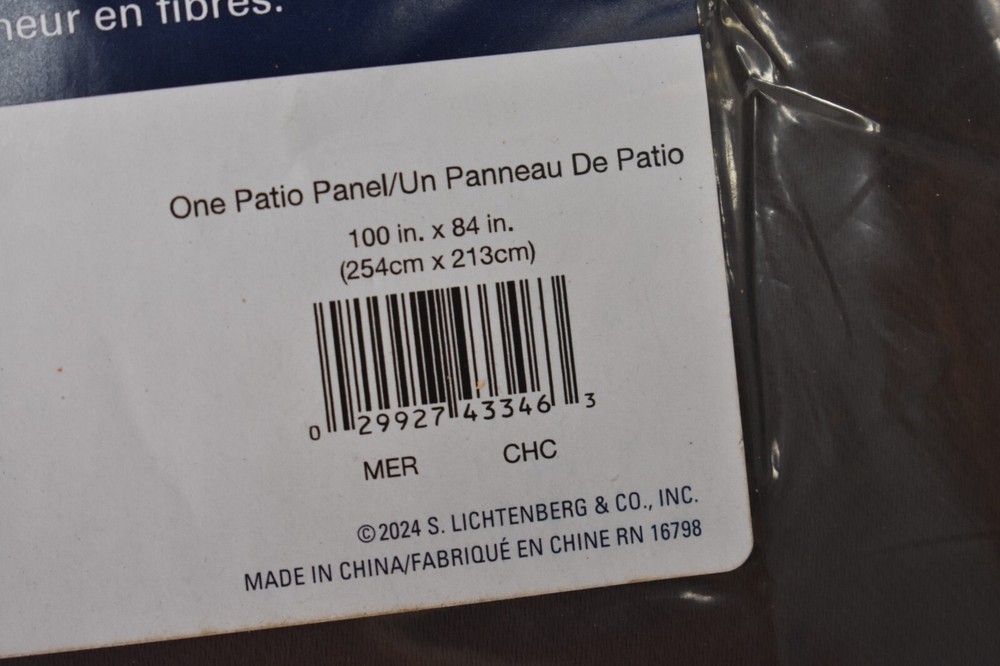 en fibres.
One Patio Panel/Un Panneau De Patio
100 in. x 84 in.
(254cm x 213cm)
0 29927 43346 3
MER CHC
©2024 S. LICHTENBERG & CO., INC.
MADE IN CHINA/FABRIQUÉ EN CHINE RN 16798